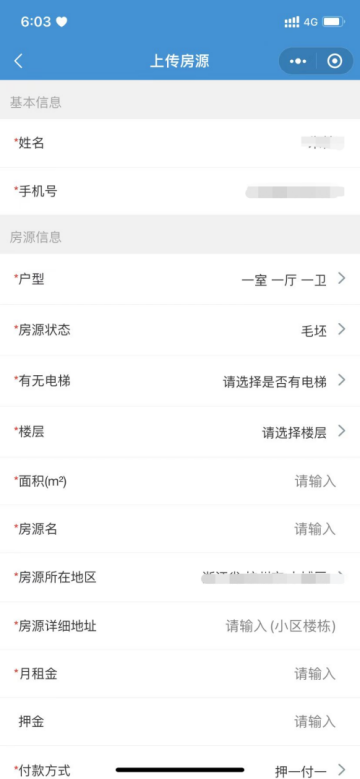 6:03
4G
上传房源
基本信息
*姓名
*手机号
房源信息
*户型 一室 一厅 一卫
*房源状态 毛坯
*有无电梯 请选择是否有电梯
*楼层 请选择楼层
*面积(m²) 请输入
*房源名 请输入
*房源所在地区
*房源详细地址 请输入 (小区楼栋)
*月租金 请输入
押金 请输入
*付款方式 押一付一